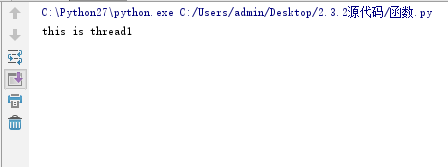 C:\Python27\python.exe C:/Users/admin/Desktop/2.3.2源代码/函数.py
this is thread1